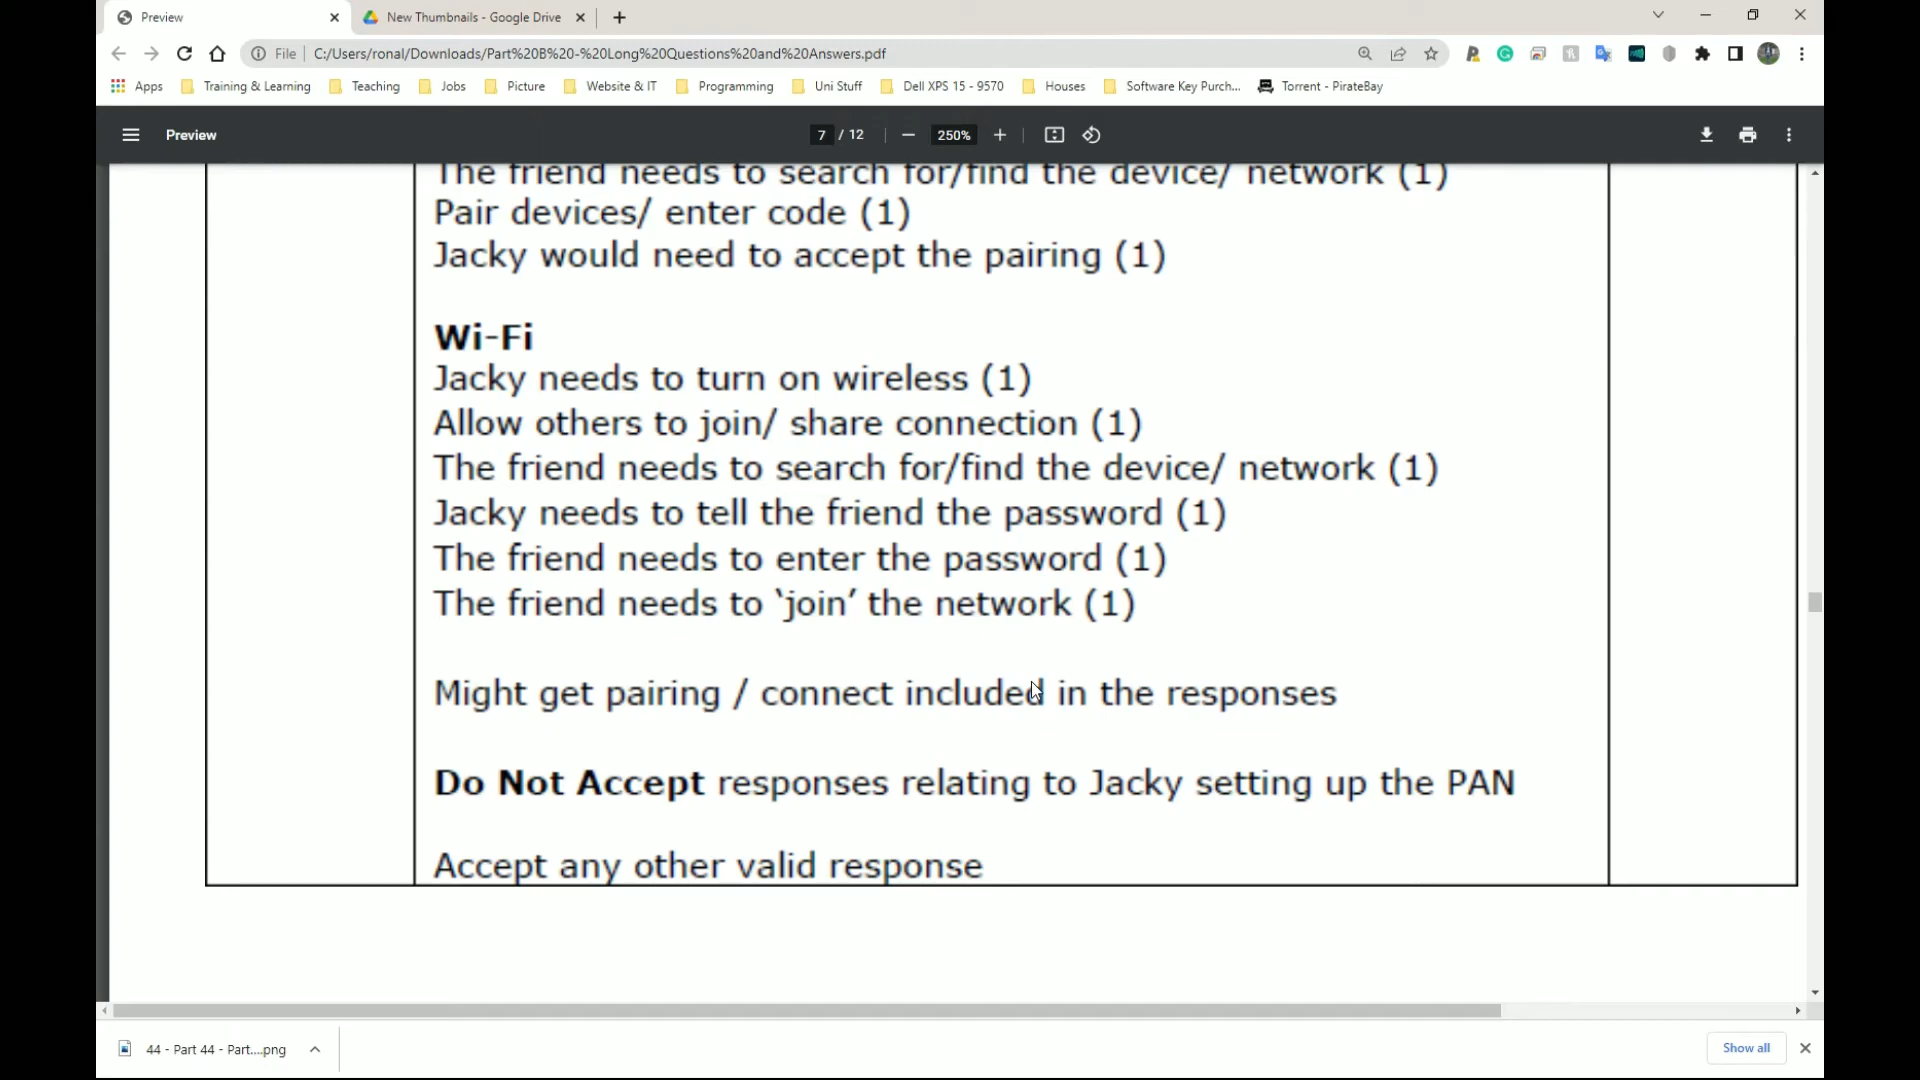 Preview
New Thumbnails - Google Drive
File
C:/Users/ronal/Downloads/Part%20B%20-%20Long%20Questions%20and%20Answers.pdf
Apps
Training & Learning
Teaching
Jobs
Picture
Website & IT
Programming
Uni Stuff
Dell XPS 15 - 9570
Houses
Software Key Purch...
Torrent - PirateBay
Preview
7 / 12
250%
The friend needs to search for/find the device/ network (1)
Pair devices/ enter code (1)
Jacky would need to accept the pairing (1)
Wi-Fi
Jacky needs to turn on wireless (1)
Allow others to join/ share connection (1)
The friend needs to search for/find the device/ network (1)
Jacky needs to tell the friend the password (1)
The friend needs to enter the password (1)
The friend needs to ‘join’ the network (1)
Might get pairing / connect included in the responses
Do Not Accept responses relating to Jacky setting up the PAN
Accept any other valid response
44 - Part 44 - Part....png
Show all